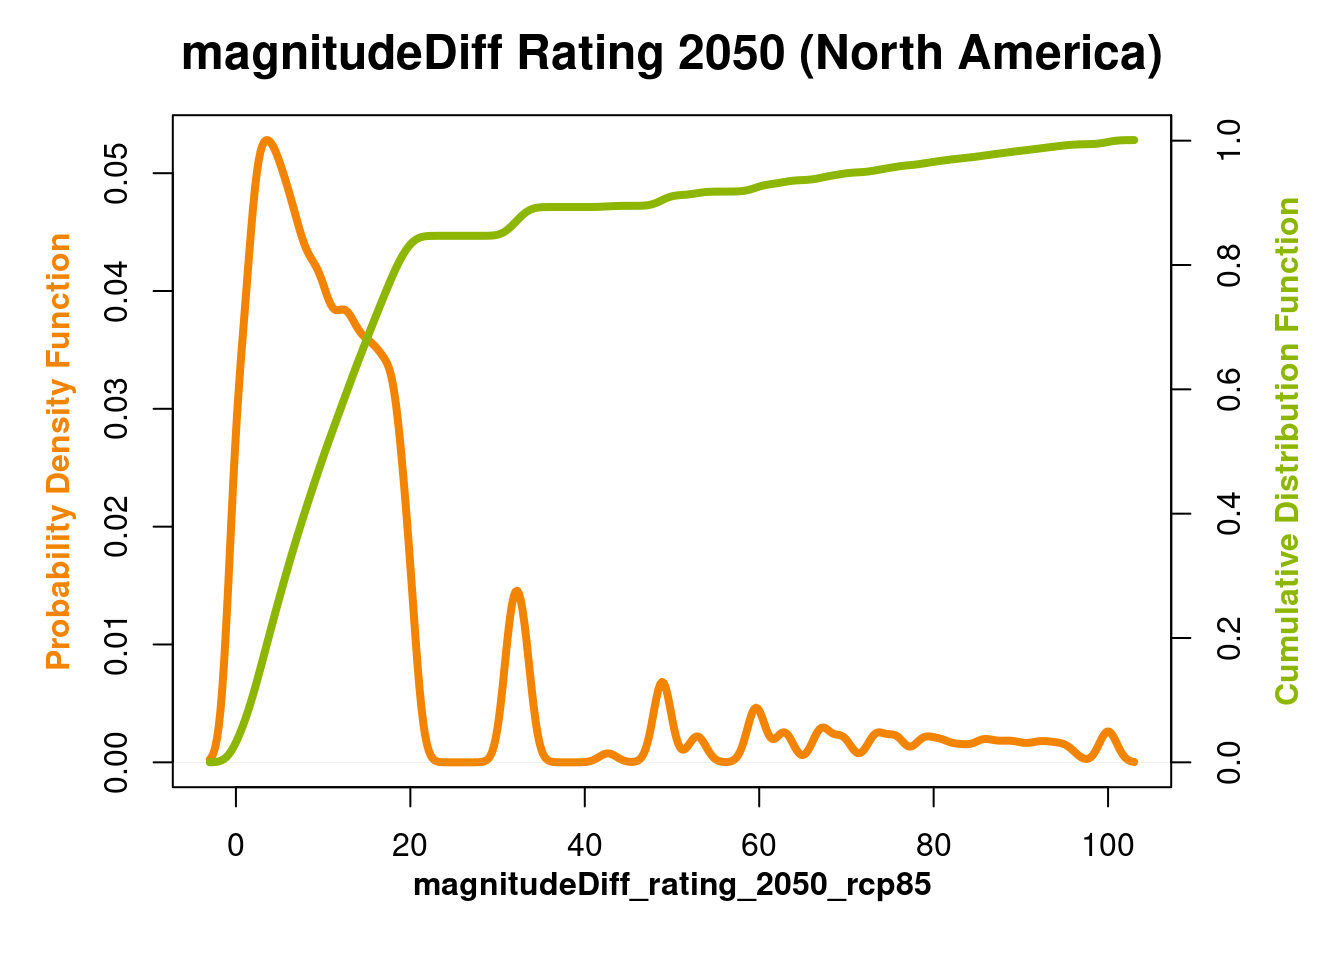 magnitudeDiff Rating 2050 (North America)
Probability Density Function
0.00 0.01 0.02 0.03 0.04 0.05
0.0 0.2 0.4 0.6 0.8 1.0
Cumulative Distribution Function
0 20 40 60 80 100
magnitudeDiff_rating_2050_rcp85